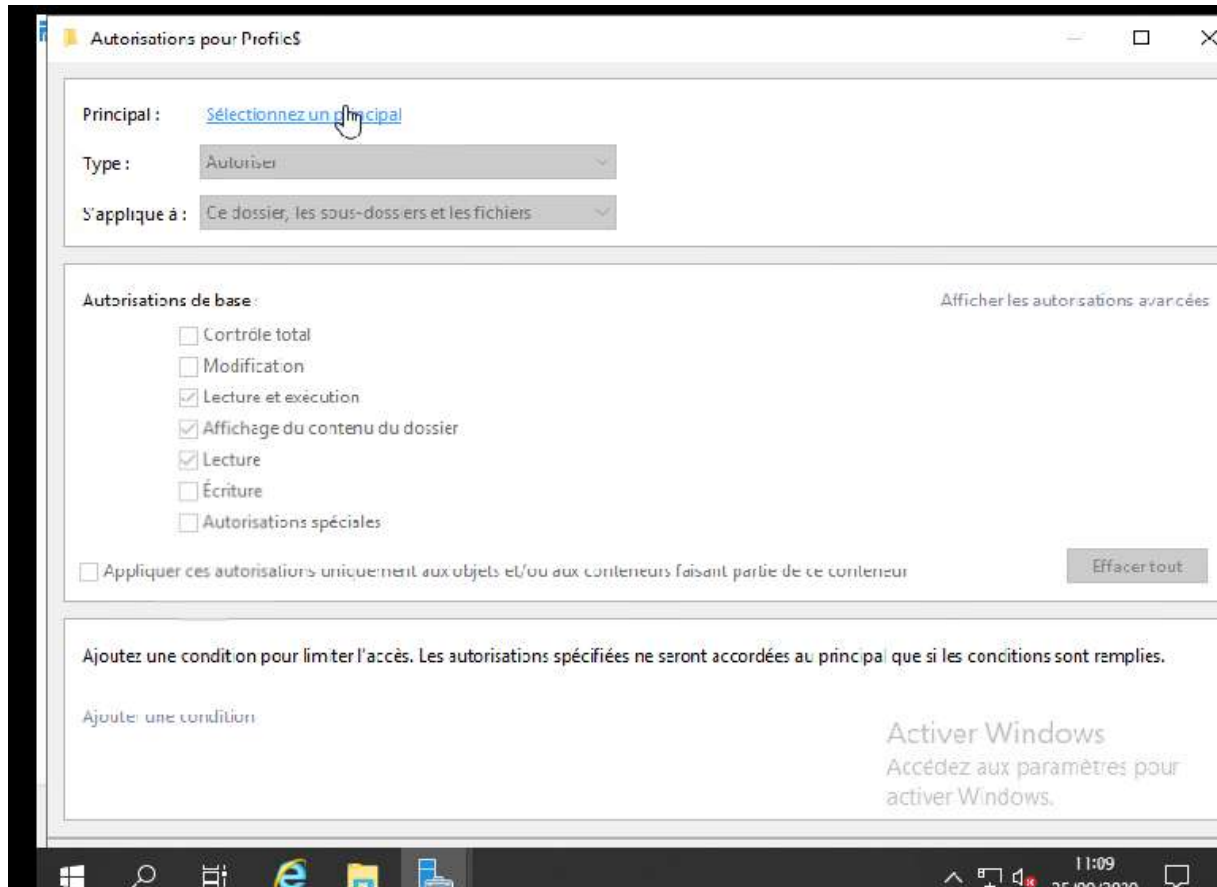 Autorisations pour Profile$
Principal : Sélectionnez un principal
Type : Autoriser
S'applique à : Ce dossier, les sous-dossiers et les fichiers
Autorisations de base : Afficher les autorisations avancées
Contrôle total
Modification
Lecture et exécution
Affichage du contenu du dossier
Lecture
Écriture
Autorisations spéciales
Appliquer ces autorisations uniquement aux objets et/ou aux conteneurs faisant partie de ce conteneur
Effacer tout
Ajoutez une condition pour limiter l'accès. Les autorisations spécifiées ne seront accordées au principal que si les conditions sont remplies.
Ajouter une condition
Activer Windows
Accédez aux paramètres pour
activer Windows.
11:09